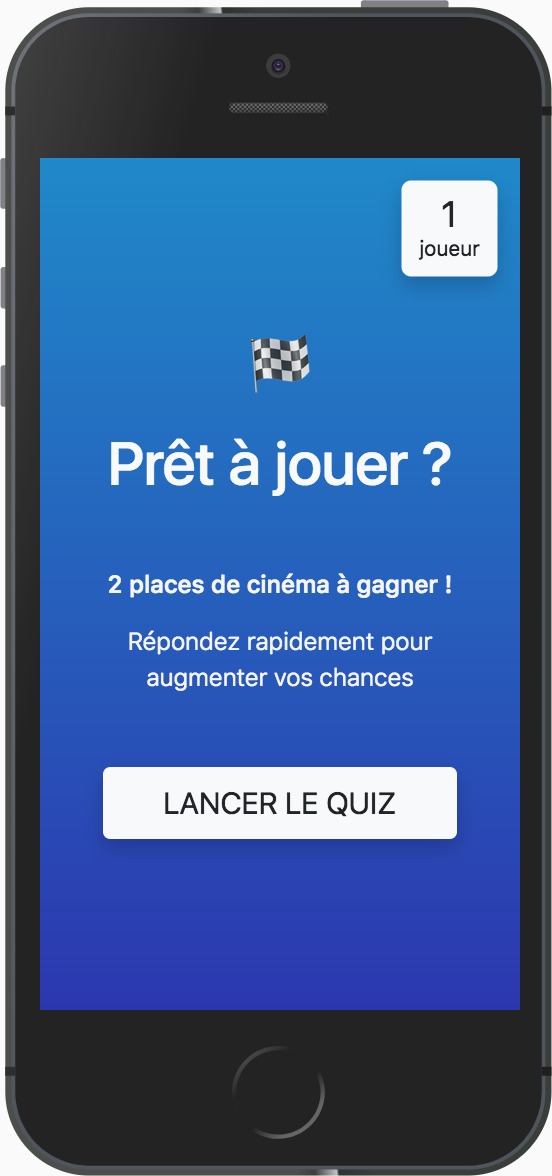 1
joueur
Prêt à jouer ?
2 places de cinéma à gagner !
Répondez rapidement pour
augmenter vos chances
LANCER LE QUIZ